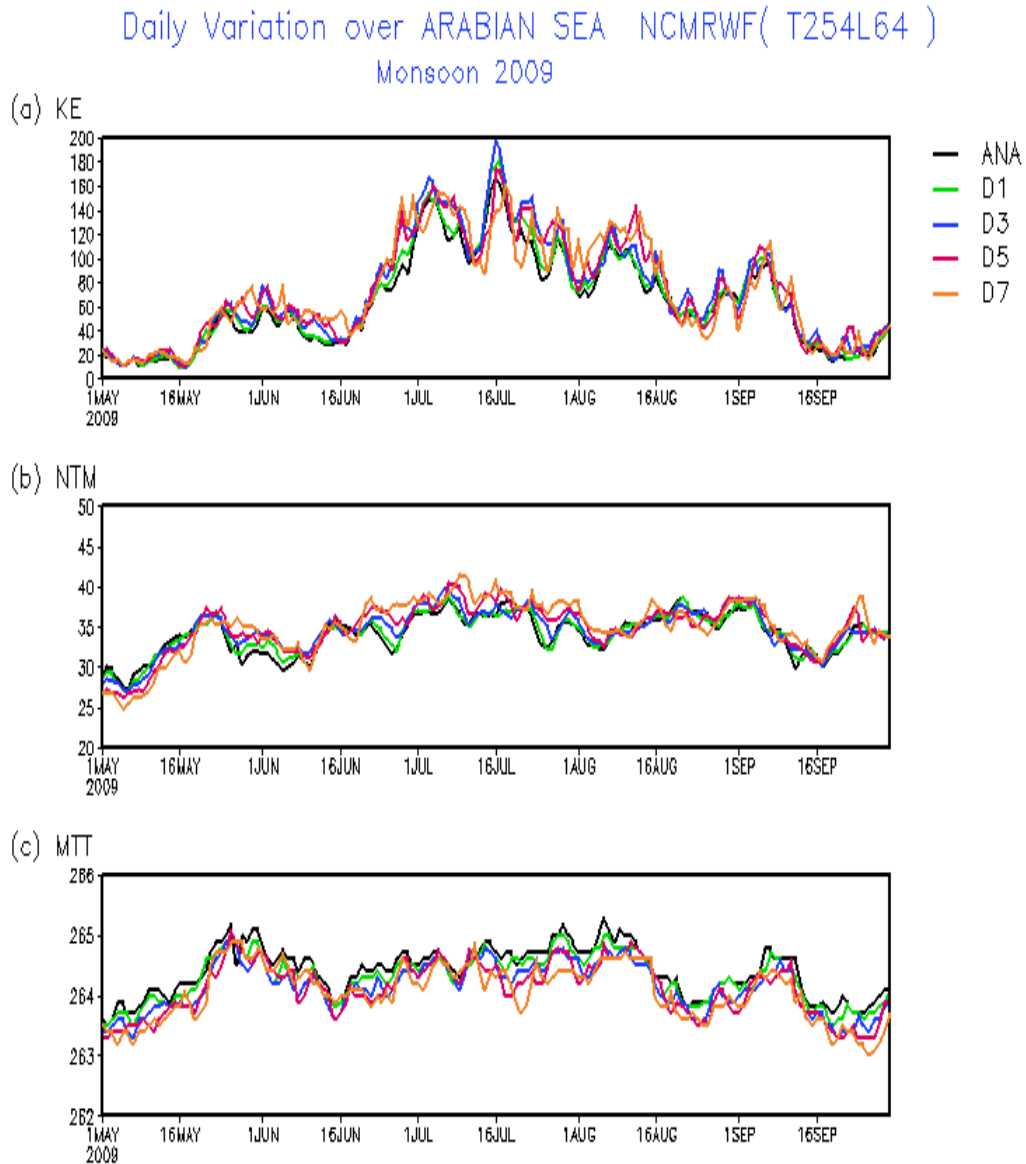 Daily Variation over ARABIAN SEA NCMRWF( T254L64 )
Monsoon 2009
(a) KE
200
180
160
140
120
100
80
60
40
20
0
1MAY 16MAY 1JUN 16JUN 1JUL 16JUL 1AUG 16AUG 1SEP 16SEP
2009
ANA
D1
D3
D5
D7
(b) NTM
50
45
40
35
30
25
20
1MAY 16MAY 1JUN 16JUN 1JUL 16JUL 1AUG 16AUG 1SEP 16SEP
2009
(c) MTT
266
265
264
263
262
1MAY 16MAY 1JUN 16JUN 1JUL 16JUL 1AUG 16AUG 1SEP 16SEP
2009